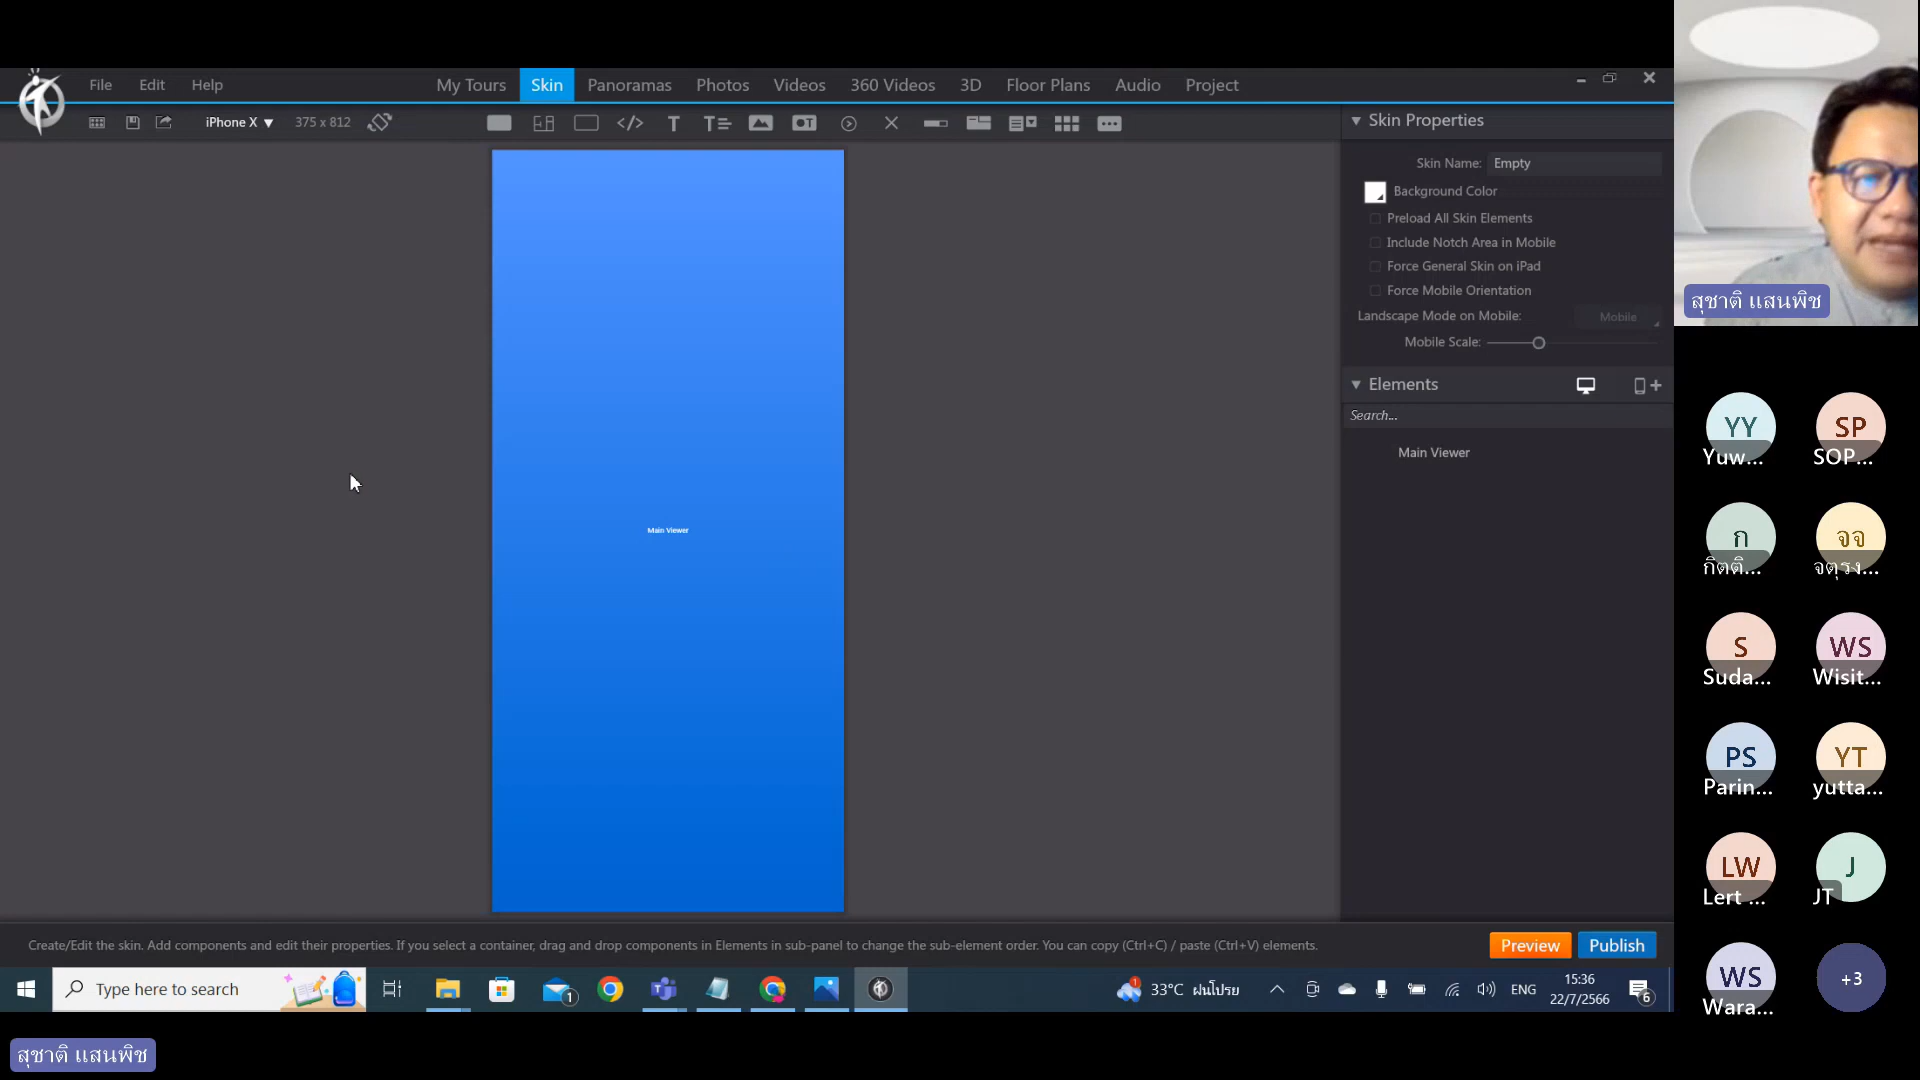 File Edit Help
My Tours Skin Panoramas Photos Videos 360 Videos 3D Floor Plans Audio Project
iPhone X 375 x 812
Skin Properties
Skin Name: Empty
Background Color
Preload All Skin Elements
Include Notch Area in Mobile
Force General Skin on iPad
Force Mobile Orientation
Landscape Mode on Mobile: Mobile
Mobile Scale:
Elements
Search...
Main Viewer
Main Viewer
Create/Edit the skin. Add components and edit their properties. If you select a container, drag and drop components in Elements in sub-panel to change the sub-element order. You can copy (Ctrl+C) / paste (Ctrl+V) elements.
Preview Publish
Type here to search
1
1
33°C ฝนโปรย
ENG
15:36
22/7/2566
6
สุชาติ แสนพิช
YY SP
Yuw... SOP...
ก จจ
กิตติ... จตุรง...
S WS
Suda... Wisit...
PS YT
Parin... yutta...
LW J
Lert ... JT
WS +3
Wara...
สุชาติ แสนพิช